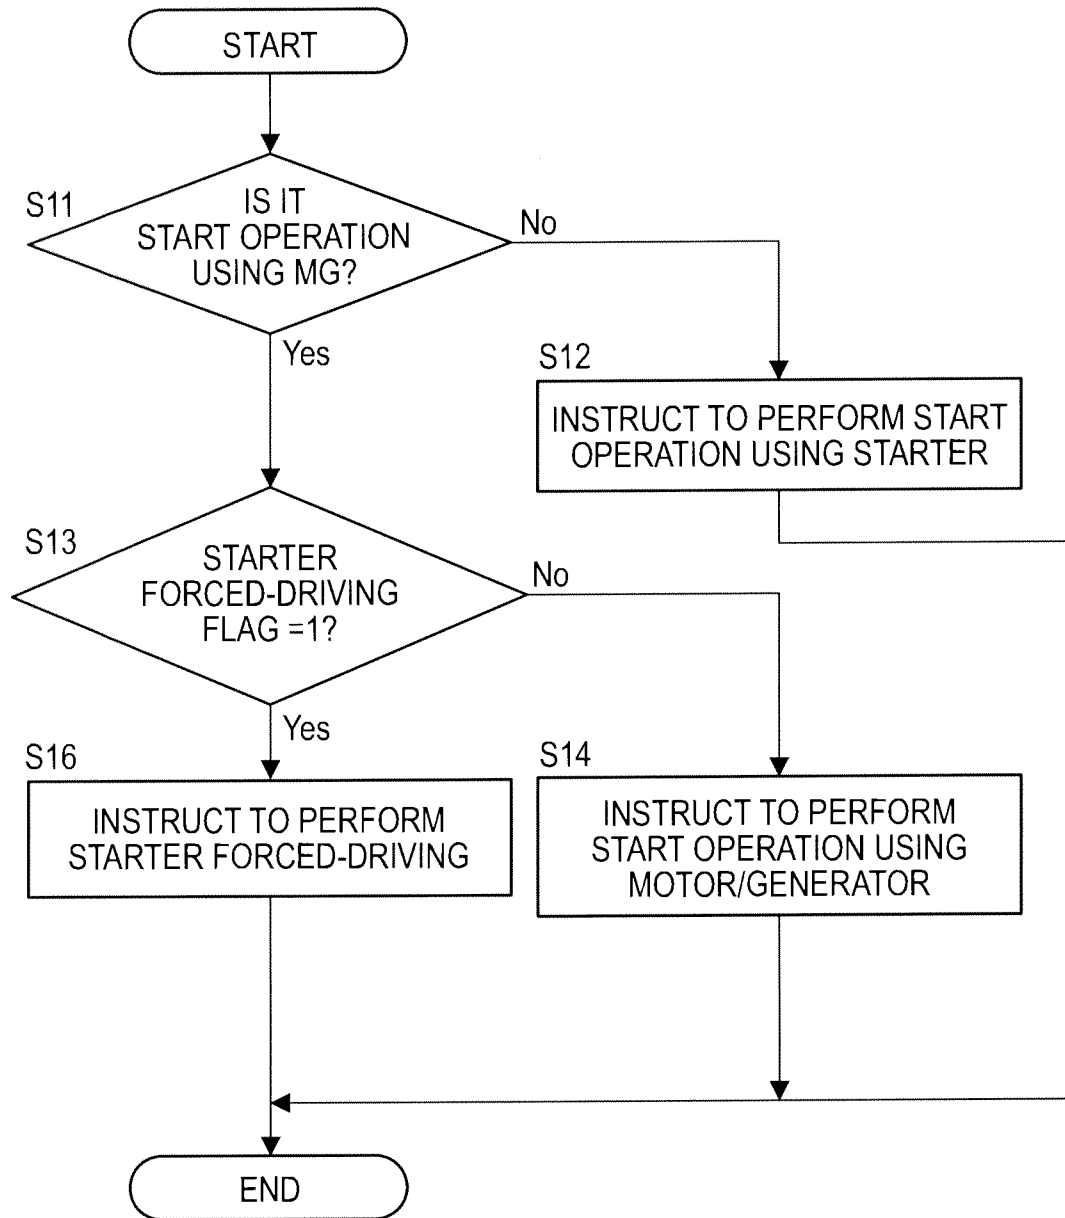 START
S11
IS IT
START OPERATION
USING MG?
No
Yes
S12
INSTRUCT TO PERFORM START
OPERATION USING STARTER
S13
STARTER
FORCED-DRIVING
FLAG =1?
No
Yes
S16
INSTRUCT TO PERFORM
STARTER FORCED-DRIVING
S14
INSTRUCT TO PERFORM
START OPERATION USING
MOTOR/GENERATOR
END